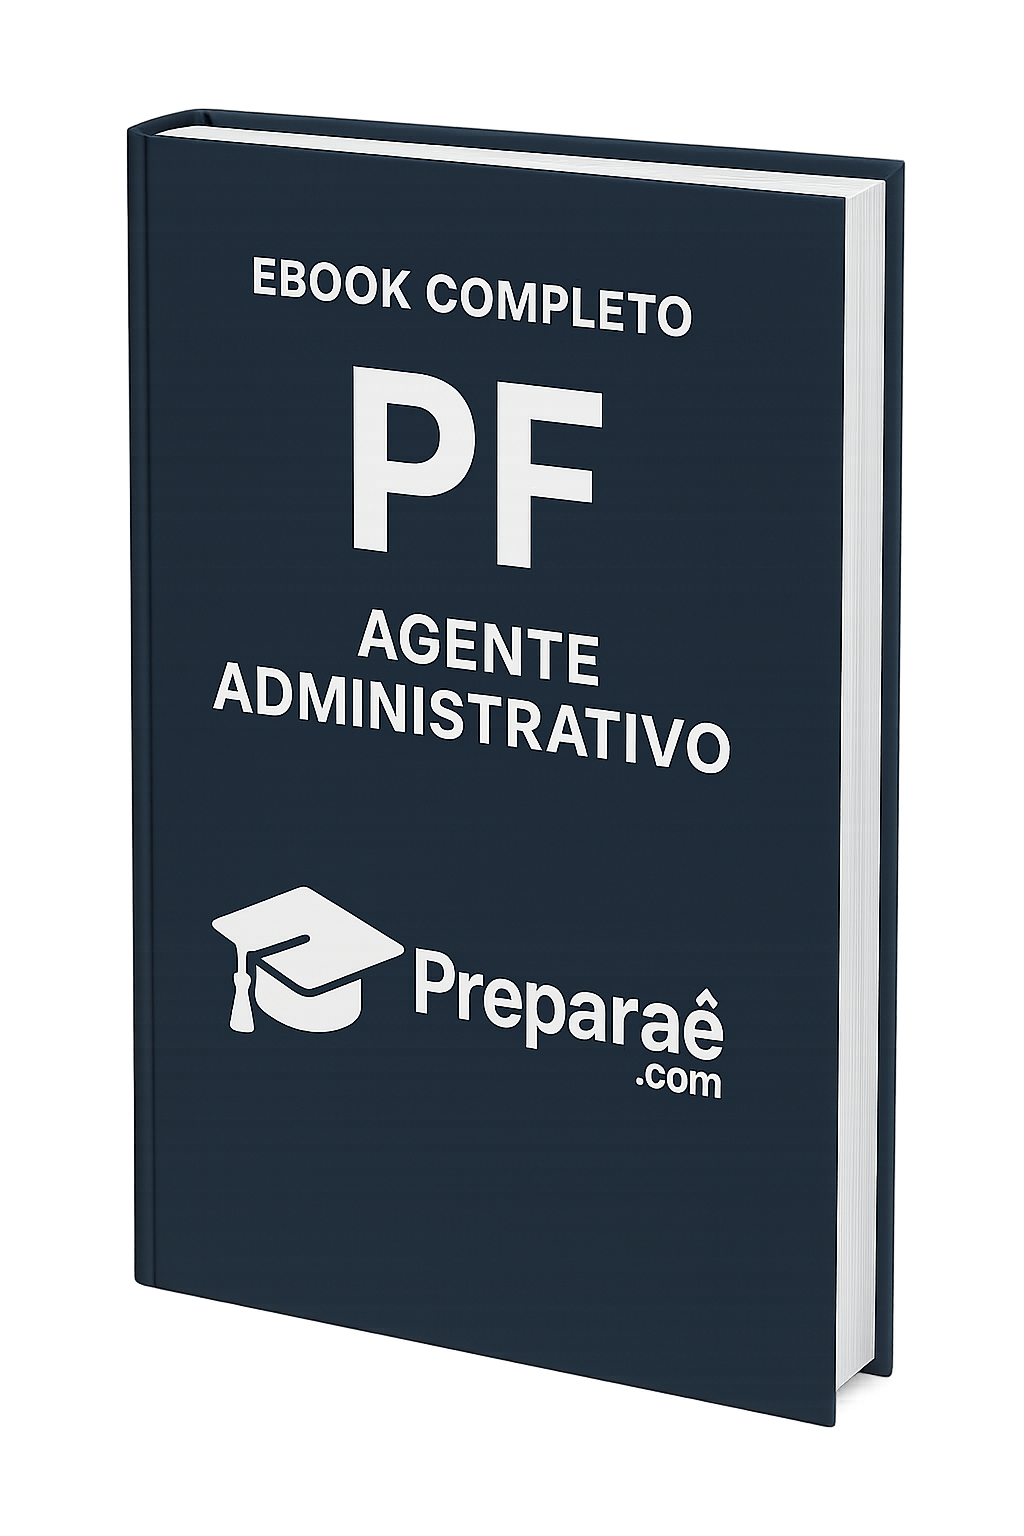 EBOOK COMPLETO
PF
AGENTE
ADMINISTRATIVO
Preparaê
.com